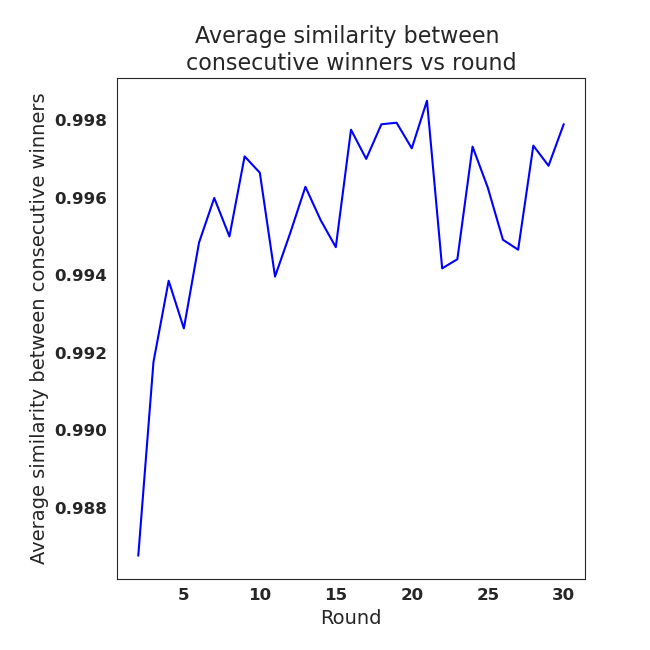 Average similarity between
consecutive winners vs round
Average similarity between consecutive winners
0.998
0.996
0.994
0.992
0.990
0.988
5 10 15 20 25 30
Round